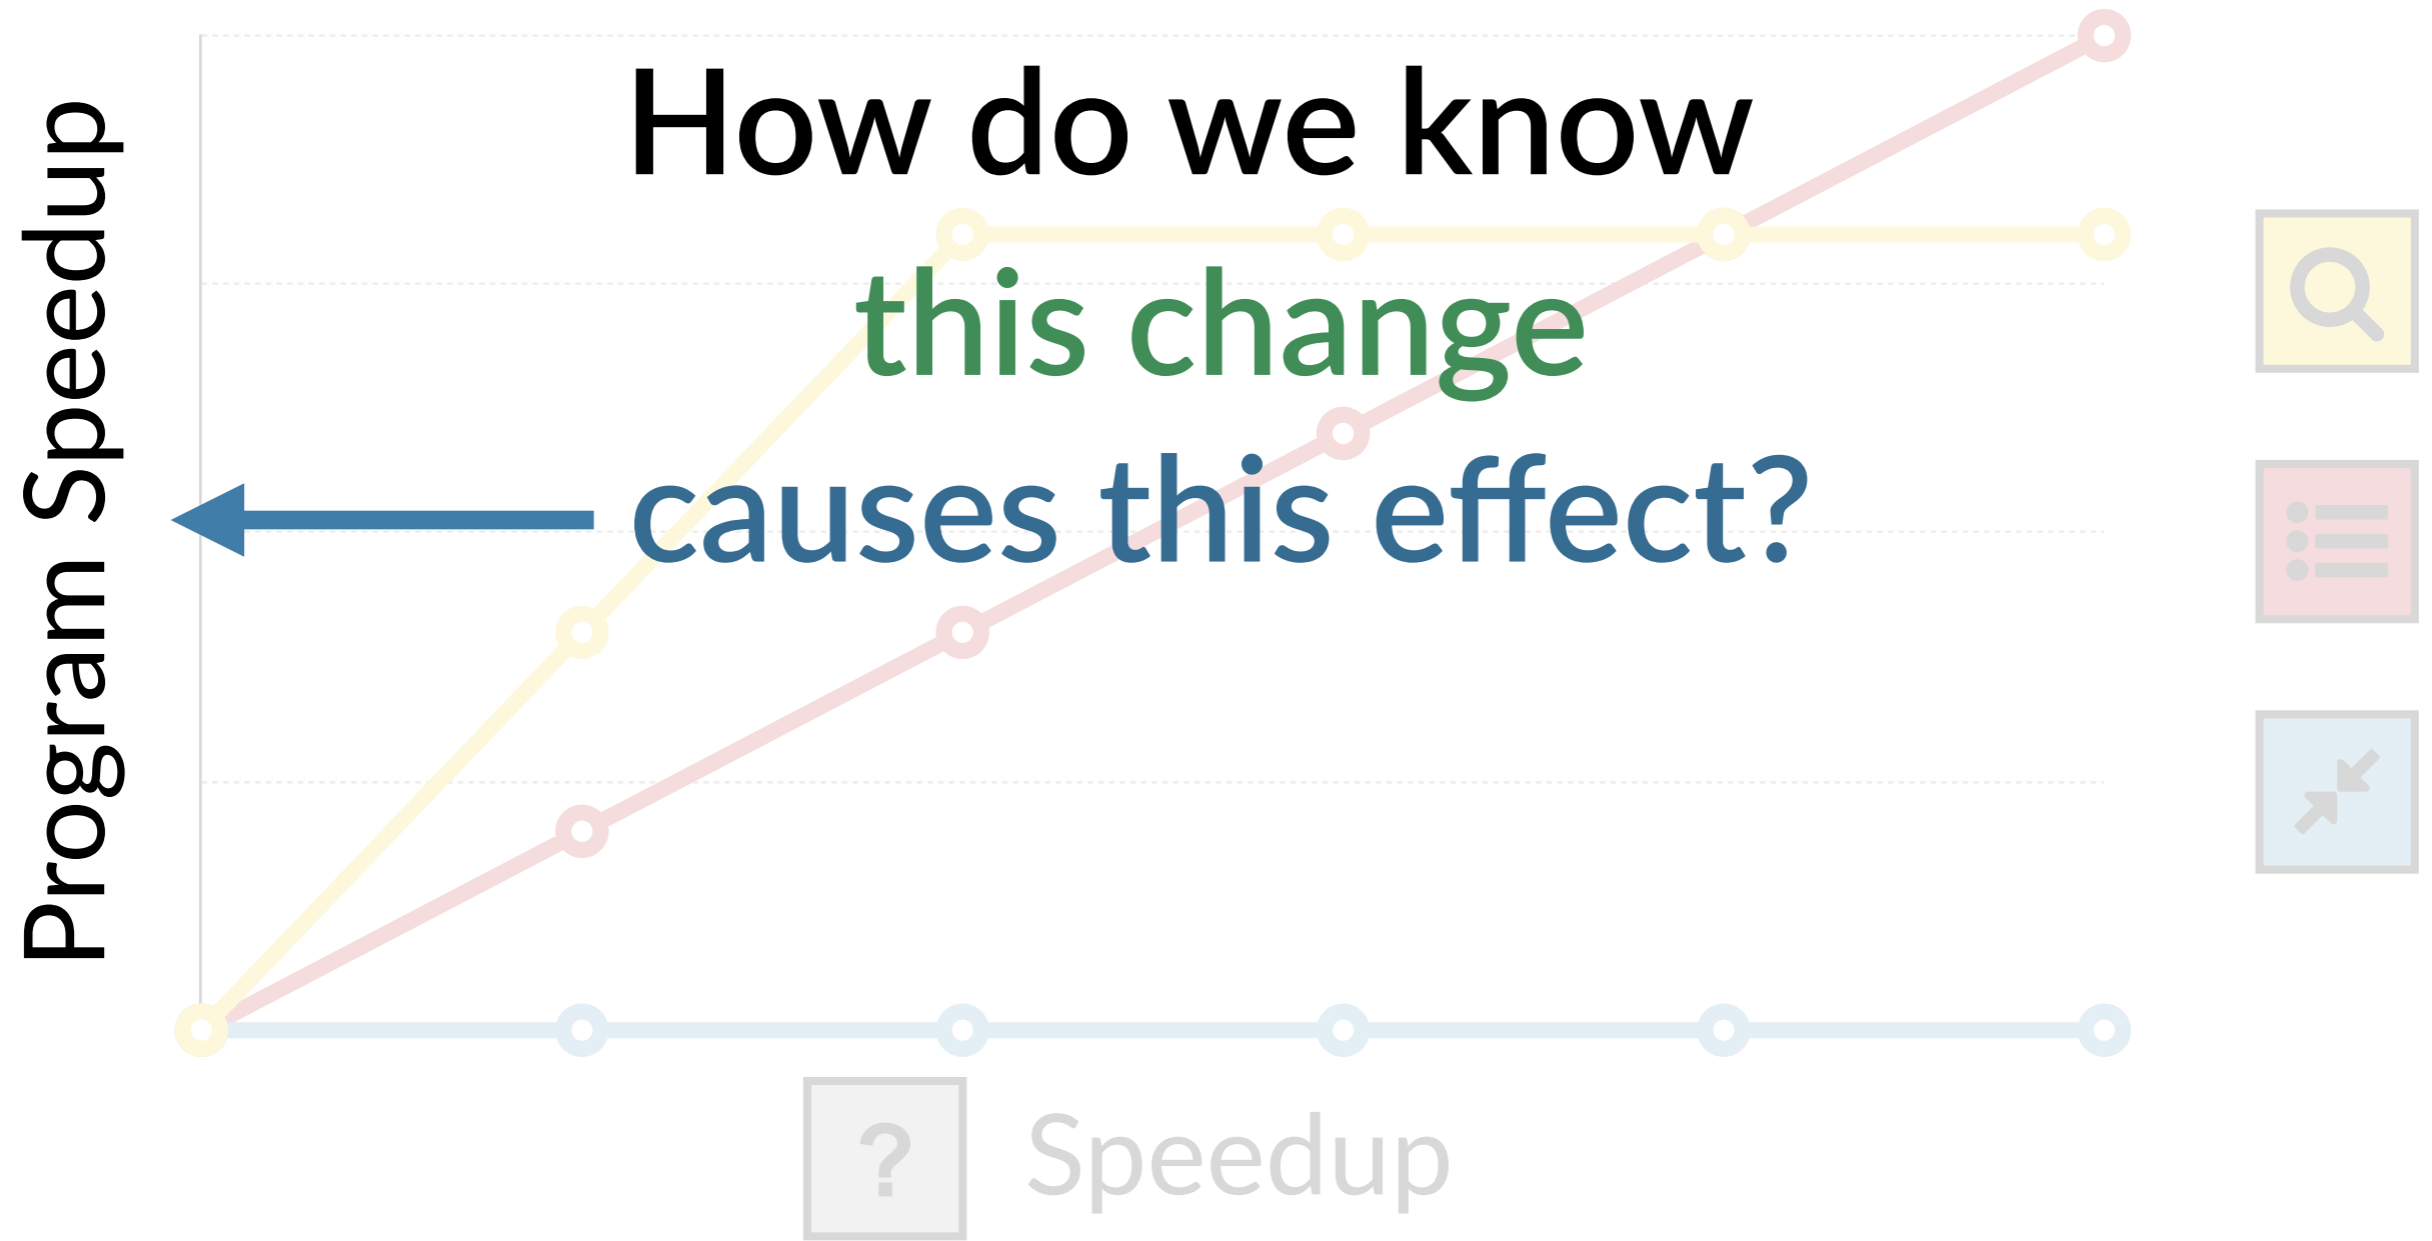 How do we know
this change
causes this effect?
Program Speedup
? Speedup